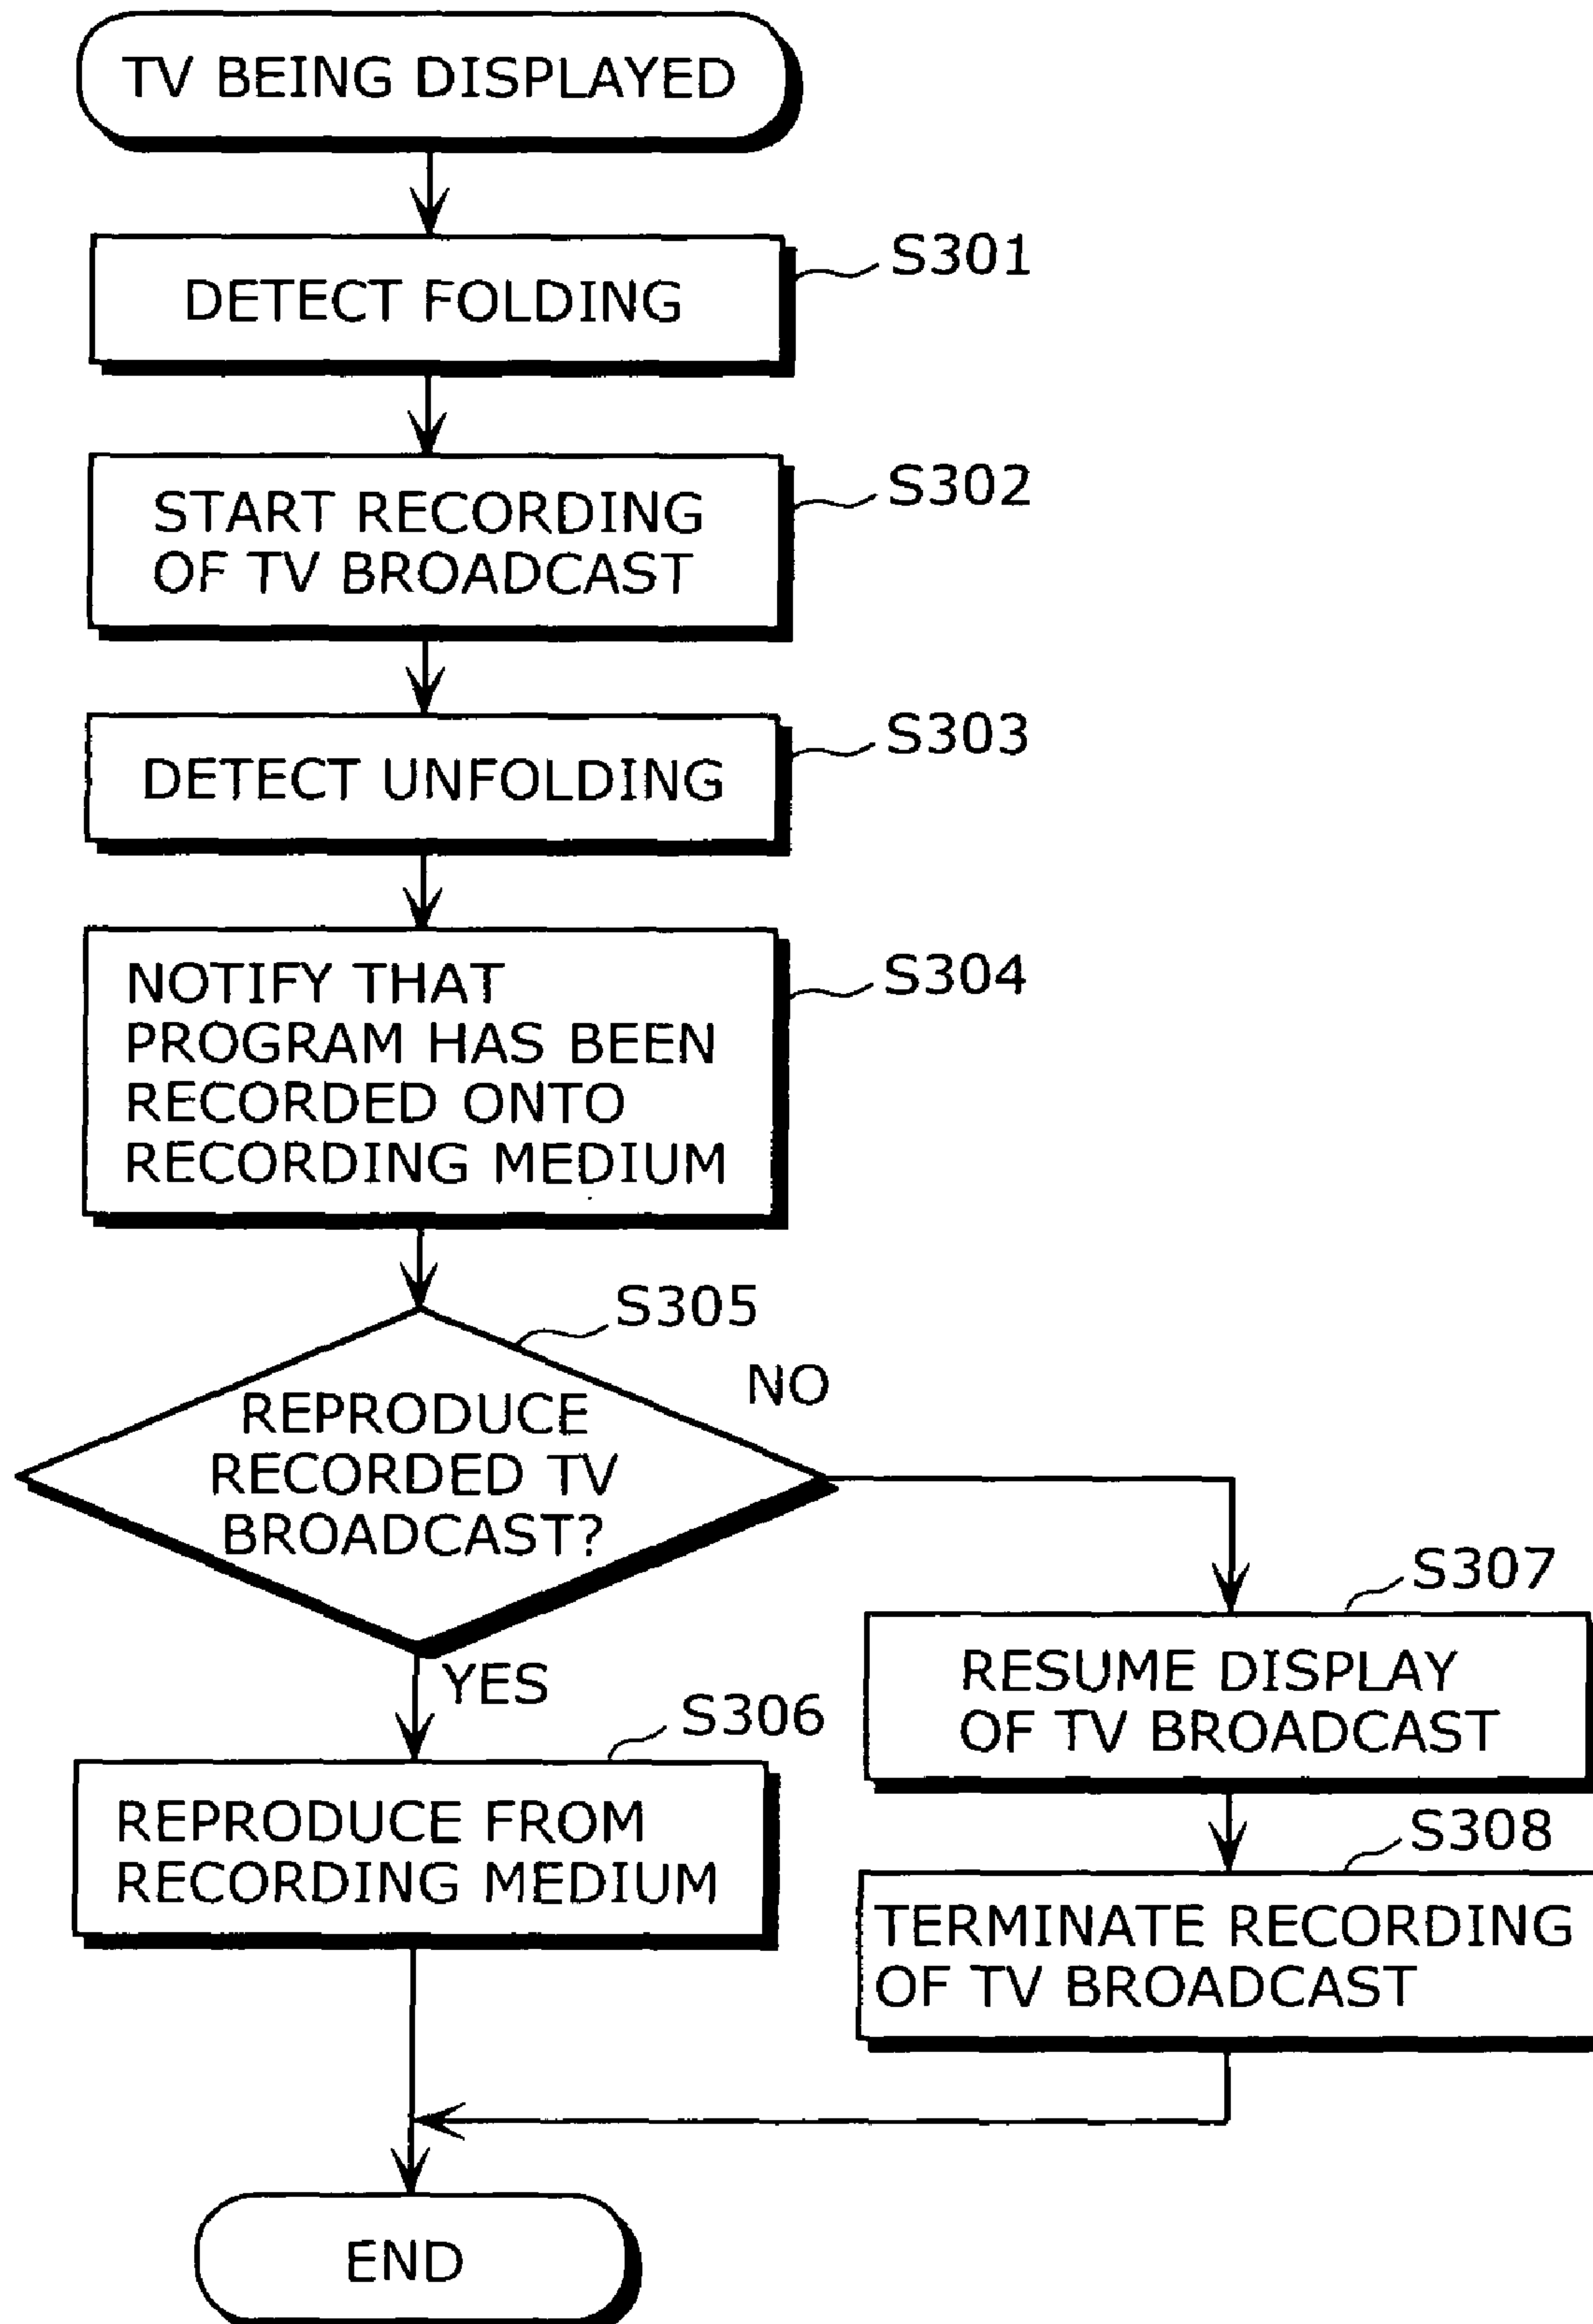 TV BEING DISPLAYED
DETECT FOLDING
S301
START RECORDING
OF TV BROADCAST
S302
DETECT UNFOLDING
S303
NOTIFY THAT
PROGRAM HAS BEEN
RECORDED ONTO
RECORDING MEDIUM
S304
S305
REPRODUCE
RECORDED TV
BROADCAST?
NO
YES
S306
REPRODUCE FROM
RECORDING MEDIUM
S307
RESUME DISPLAY
OF TV BROADCAST
S308
TERMINATE RECORDING
OF TV BROADCAST
END